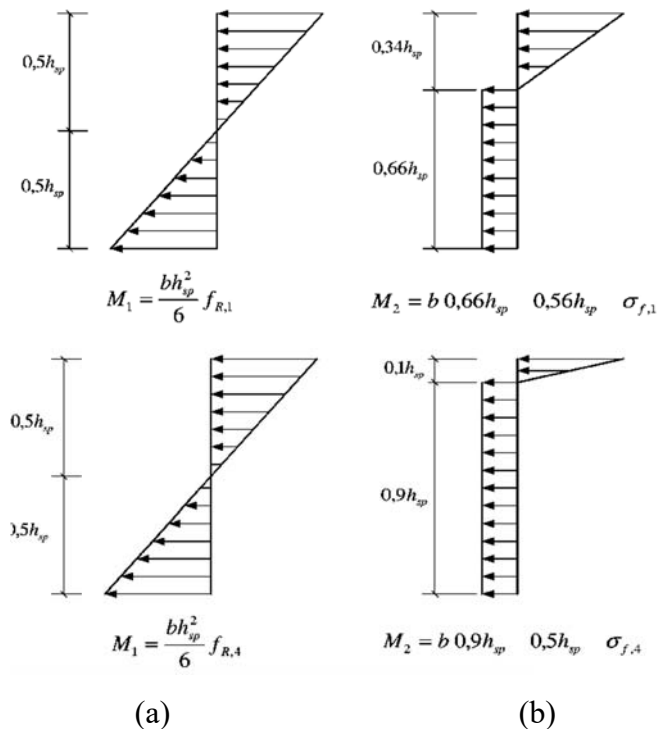 0,5h_sp
0,5h_sp
M_1 = bh_sp^2/6 f_R,1
0,34h_sp
0,66h_sp
M_2 = b 0,66h_sp 0,56h_sp σ_f,1
0,5h_sp
),5h_sp
M_1 = bh_sp^2/6 f_R,4
0,1h_sp
0,9h_sp
M_2 = b 0,9h_sp 0,5h_sp σ_f,4
(a)
(b)